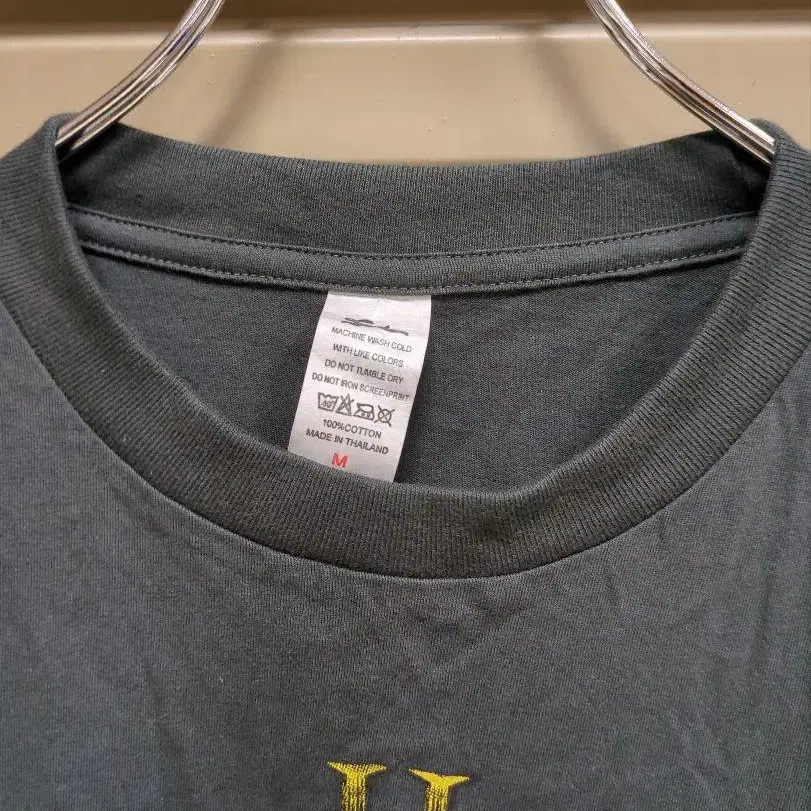 MACHINE WASH COLD
WITH LIKE COLORS
DO NOT TUMBLE DRY
DO NOT IRON SCREENPRINT
40
100%COTTON
MADE IN THAILAND
M